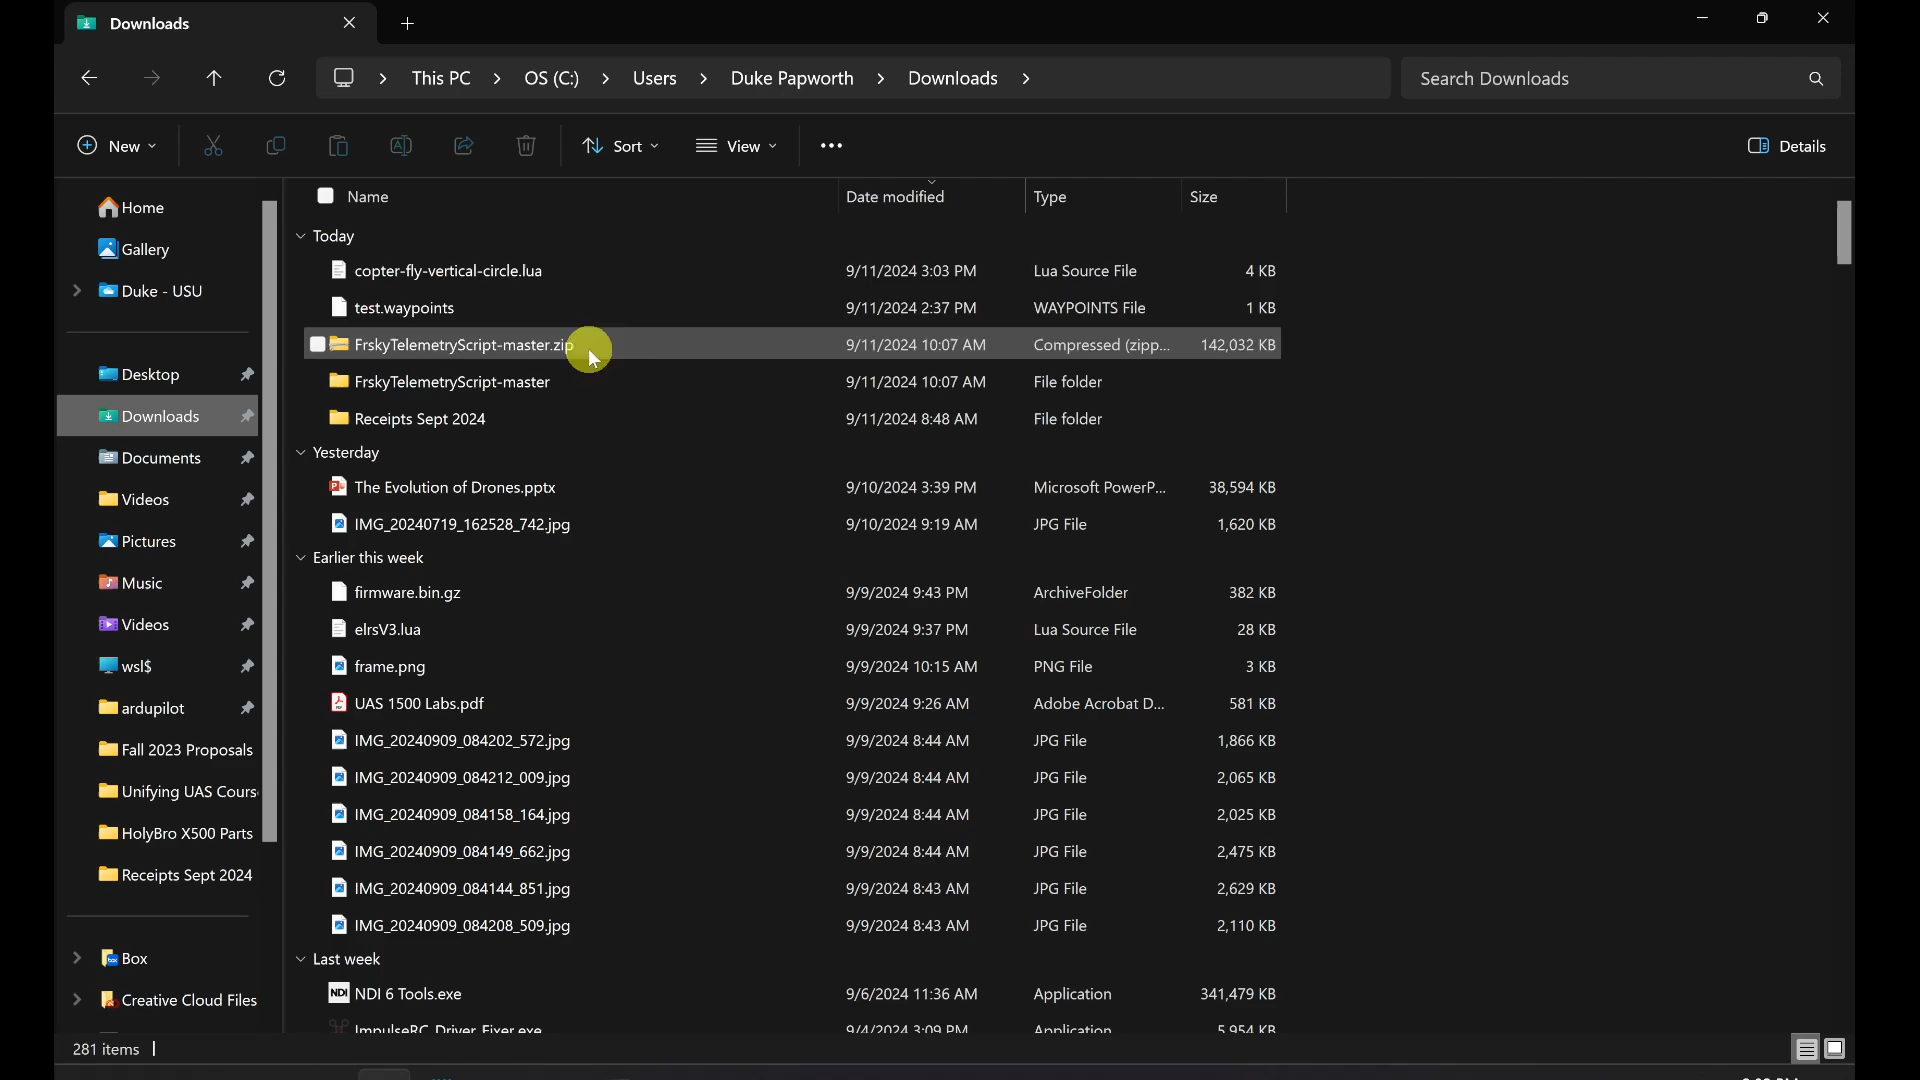 Downloads
This PC > OS (C:) > Users > Duke Papworth > Downloads >
Search Downloads
New
Sort
View
Details
Home
Gallery
Duke - USU
Desktop
Downloads
Documents
Videos
Pictures
Music
Videos
wsl$
ardupilot
Fall 2023 Proposals
Unifying UAS Cours
HolyBro X500 Parts
Receipts Sept 2024
Box
Creative Cloud Files
Name Date modified Type Size
Today
copter-fly-vertical-circle.lua 9/11/2024 3:03 PM Lua Source File 4 KB
test.waypoints 9/11/2024 2:37 PM WAYPOINTS File 1 KB
FrskyTelemetryScript-master.zip 9/11/2024 10:07 AM Compressed (zipp... 142,032 KB
FrskyTelemetryScript-master 9/11/2024 10:07 AM File folder
Receipts Sept 2024 9/11/2024 8:48 AM File folder
Yesterday
The Evolution of Drones.pptx 9/10/2024 3:39 PM Microsoft PowerP... 38,594 KB
IMG_20240719_162528_742.jpg 9/10/2024 9:19 AM JPG File 1,620 KB
Earlier this week
firmware.bin.gz 9/9/2024 9:43 PM ArchiveFolder 382 KB
elrsV3.lua 9/9/2024 9:37 PM Lua Source File 28 KB
frame.png 9/9/2024 10:15 AM PNG File 3 KB
UAS 1500 Labs.pdf 9/9/2024 9:26 AM Adobe Acrobat D... 581 KB
IMG_20240909_084202_572.jpg 9/9/2024 8:44 AM JPG File 1,866 KB
IMG_20240909_084212_009.jpg 9/9/2024 8:44 AM JPG File 2,065 KB
IMG_20240909_084158_164.jpg 9/9/2024 8:44 AM JPG File 2,025 KB
IMG_20240909_084149_662.jpg 9/9/2024 8:44 AM JPG File 2,475 KB
IMG_20240909_084144_851.jpg 9/9/2024 8:43 AM JPG File 2,629 KB
IMG_20240909_084208_509.jpg 9/9/2024 8:43 AM JPG File 2,110 KB
Last week
NDI 6 Tools.exe 9/6/2024 11:36 AM Application 341,479 KB
ImpulseRC_Driver_Fixer.exe 9/4/2024 3:09 PM Application 5,954 KB
281 items